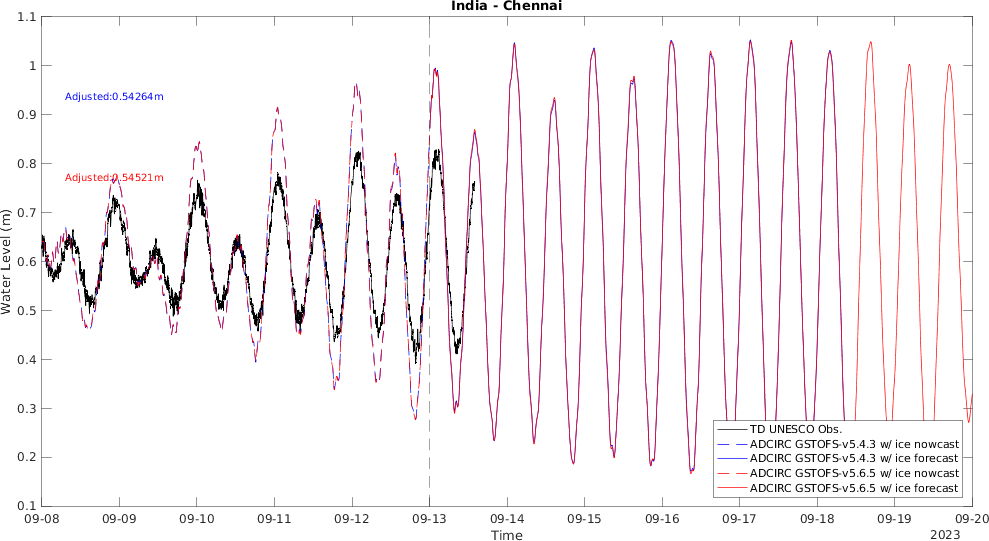 India - Chennai
1.1
1
0.9
0.8
0.7
0.6
0.5
0.4
0.3
0.2
0.1
Water Level (m)
Adjusted:0.54264m
Adjusted:0.54521m
TD UNESCO Obs.
ADCIRC GSTOFS-v5.4.3 w/ ice nowcast
ADCIRC GSTOFS-v5.4.3 w/ ice forecast
ADCIRC GSTOFS-v5.6.5 w/ ice nowcast
ADCIRC GSTOFS-v5.6.5 w/ ice forecast
09-08 09-09 09-10 09-11 09-12 09-13 09-14 09-15 09-16 09-17 09-18 09-19 09-20
Time
2023